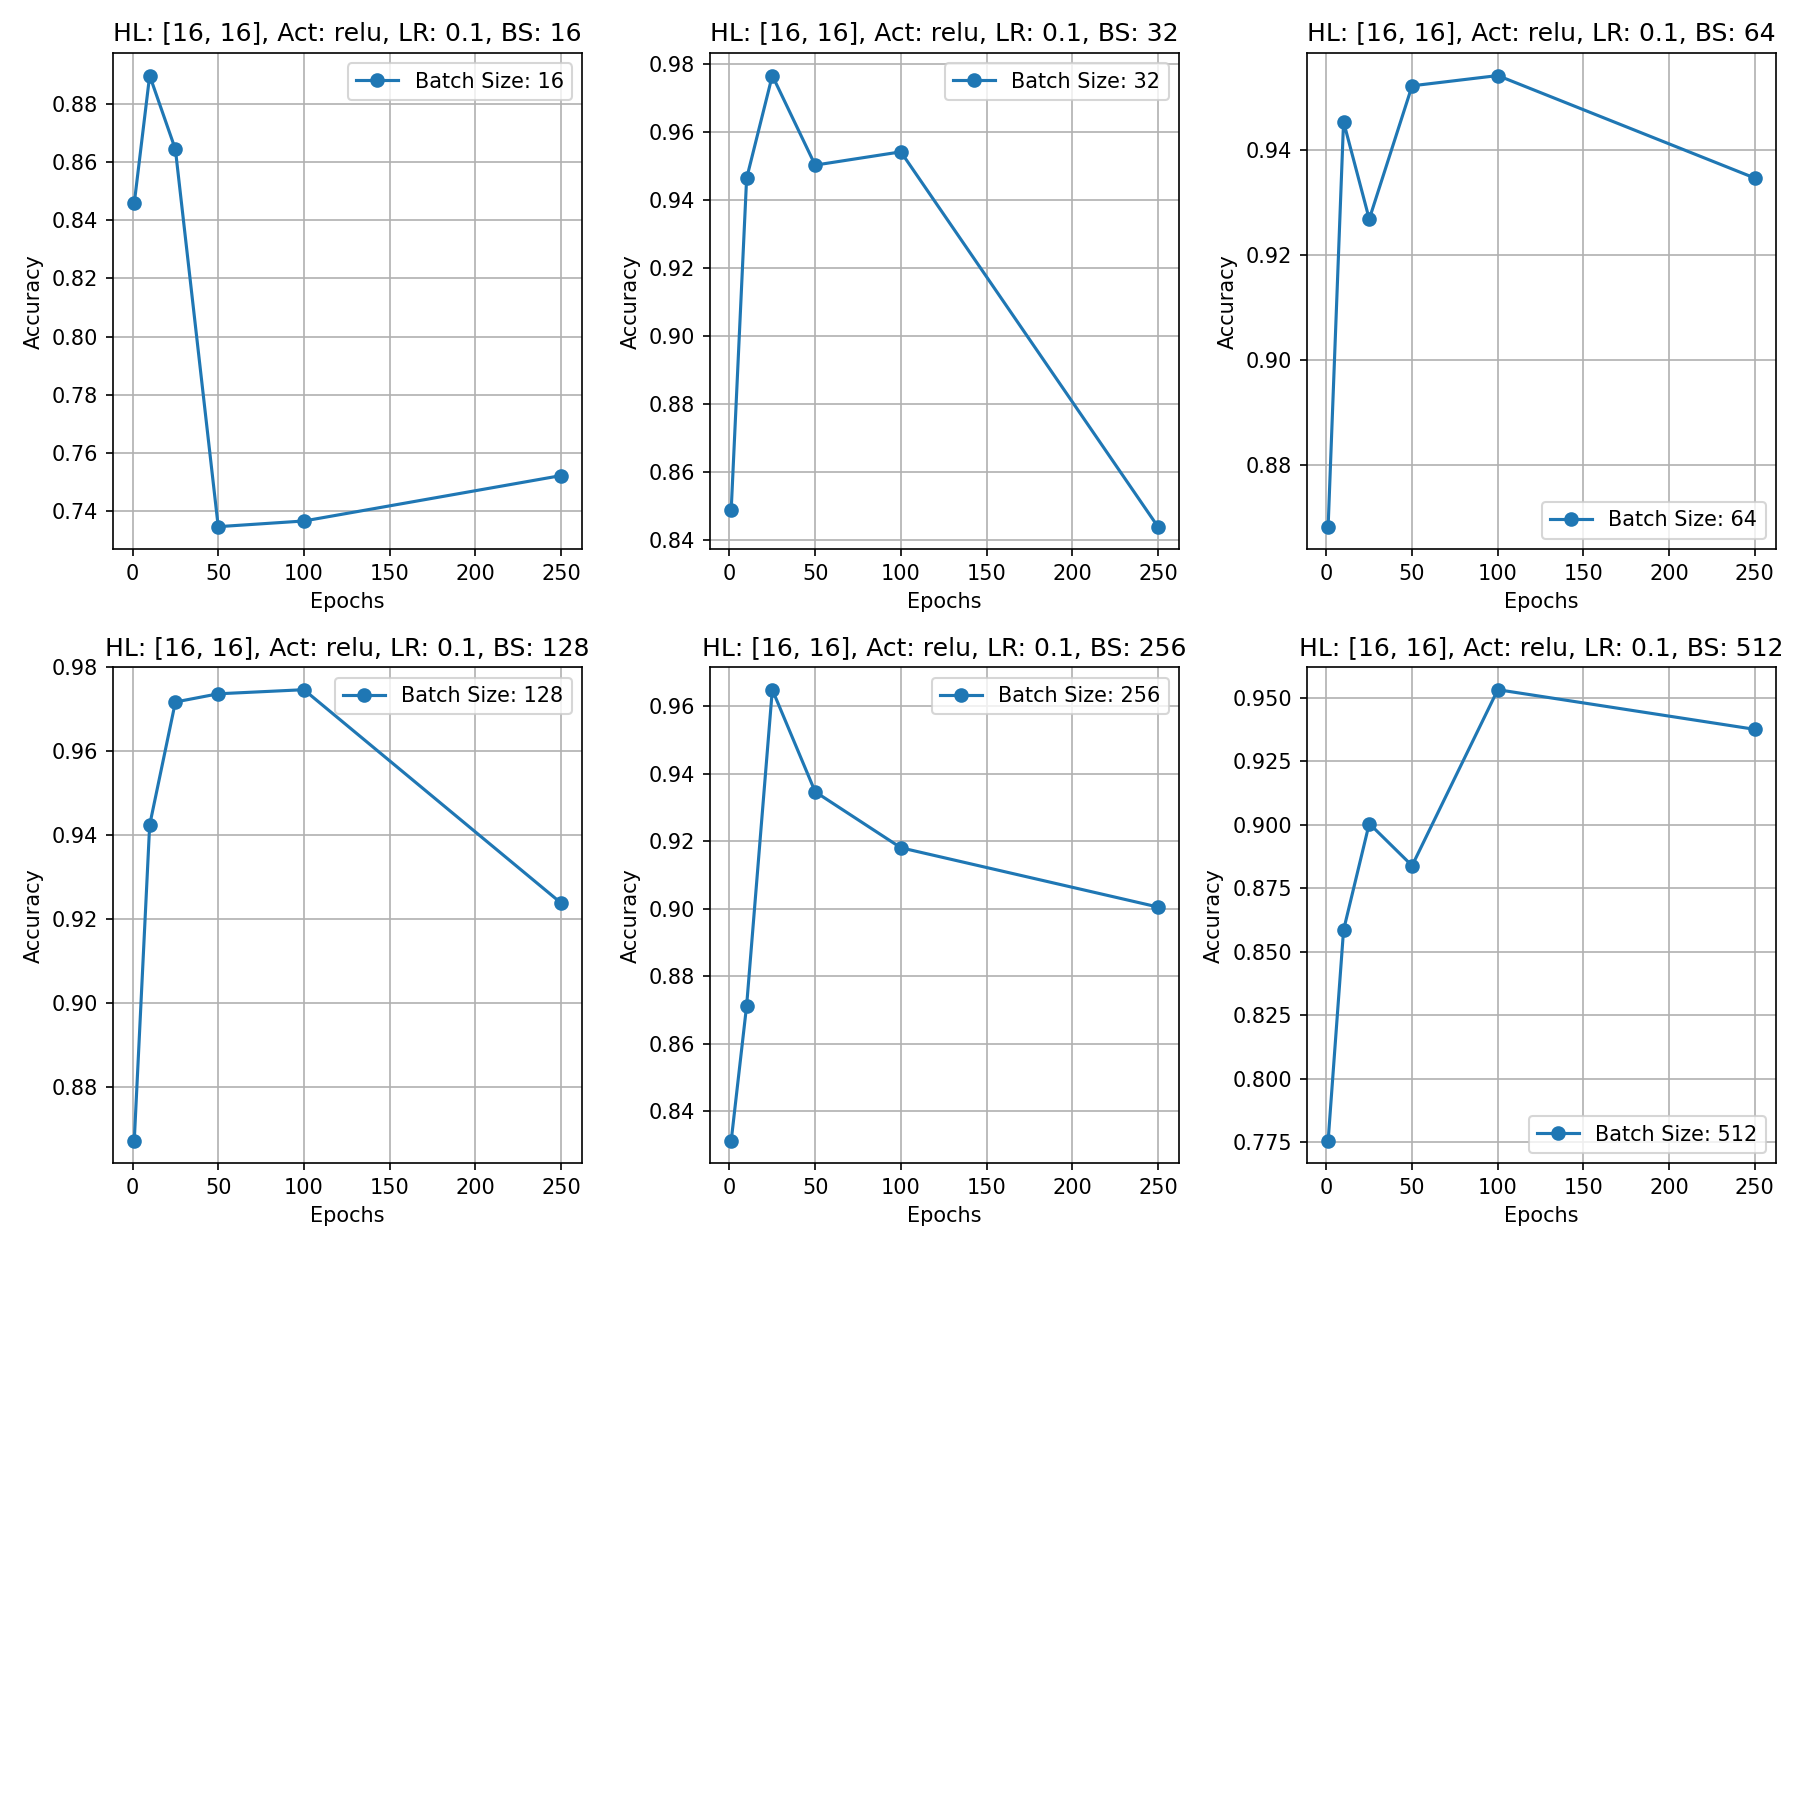 HL: [16, 16], Act: relu, LR: 0.1, BS: 16
Batch Size: 16
0.88
0.86
0.84
0.82
0.80
0.78
0.76
0.74
Accuracy
0 50 100 150 200 250
Epochs
HL: [16, 16], Act: relu, LR: 0.1, BS: 32
Batch Size: 32
0.98
0.96
0.94
0.92
0.90
0.88
0.86
0.84
Accuracy
0 50 100 150 200 250
Epochs
HL: [16, 16], Act: relu, LR: 0.1, BS: 64
0.94
0.92
0.90
0.88
Accuracy
Batch Size: 64
0 50 100 150 200 250
Epochs
HL: [16, 16], Act: relu, LR: 0.1, BS: 128
Batch Size: 128
0.98
0.96
0.94
0.92
0.90
0.88
Accuracy
0 50 100 150 200 250
Epochs
HL: [16, 16], Act: relu, LR: 0.1, BS: 256
Batch Size: 256
0.96
0.94
0.92
0.90
0.88
0.86
0.84
Accuracy
0 50 100 150 200 250
Epochs
HL: [16, 16], Act: relu, LR: 0.1, BS: 512
0.950
0.925
0.900
0.875
0.850
0.825
0.800
0.775
Accuracy
Batch Size: 512
0 50 100 150 200 250
Epochs